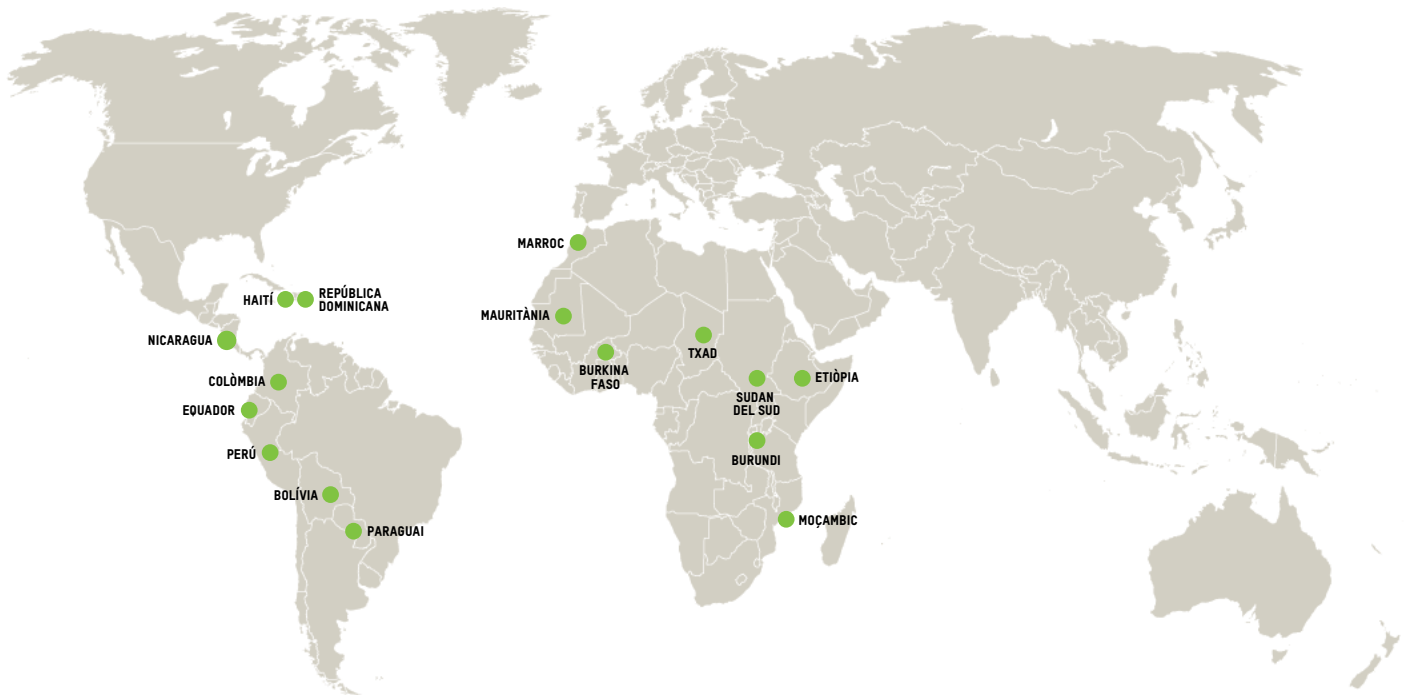 MARROC
HAITÍ
REPÚBLICA
DOMINICANA
MAURITÀNIA
NICARAGUA
TXAD
BURKINA
FASO
COLÒMBIA
ETIÒPIA
SUDAN
DEL SUD
EQUADOR
PERÚ
BURUNDI
BOLÍVIA
MOÇAMBIC
PARAGUAI